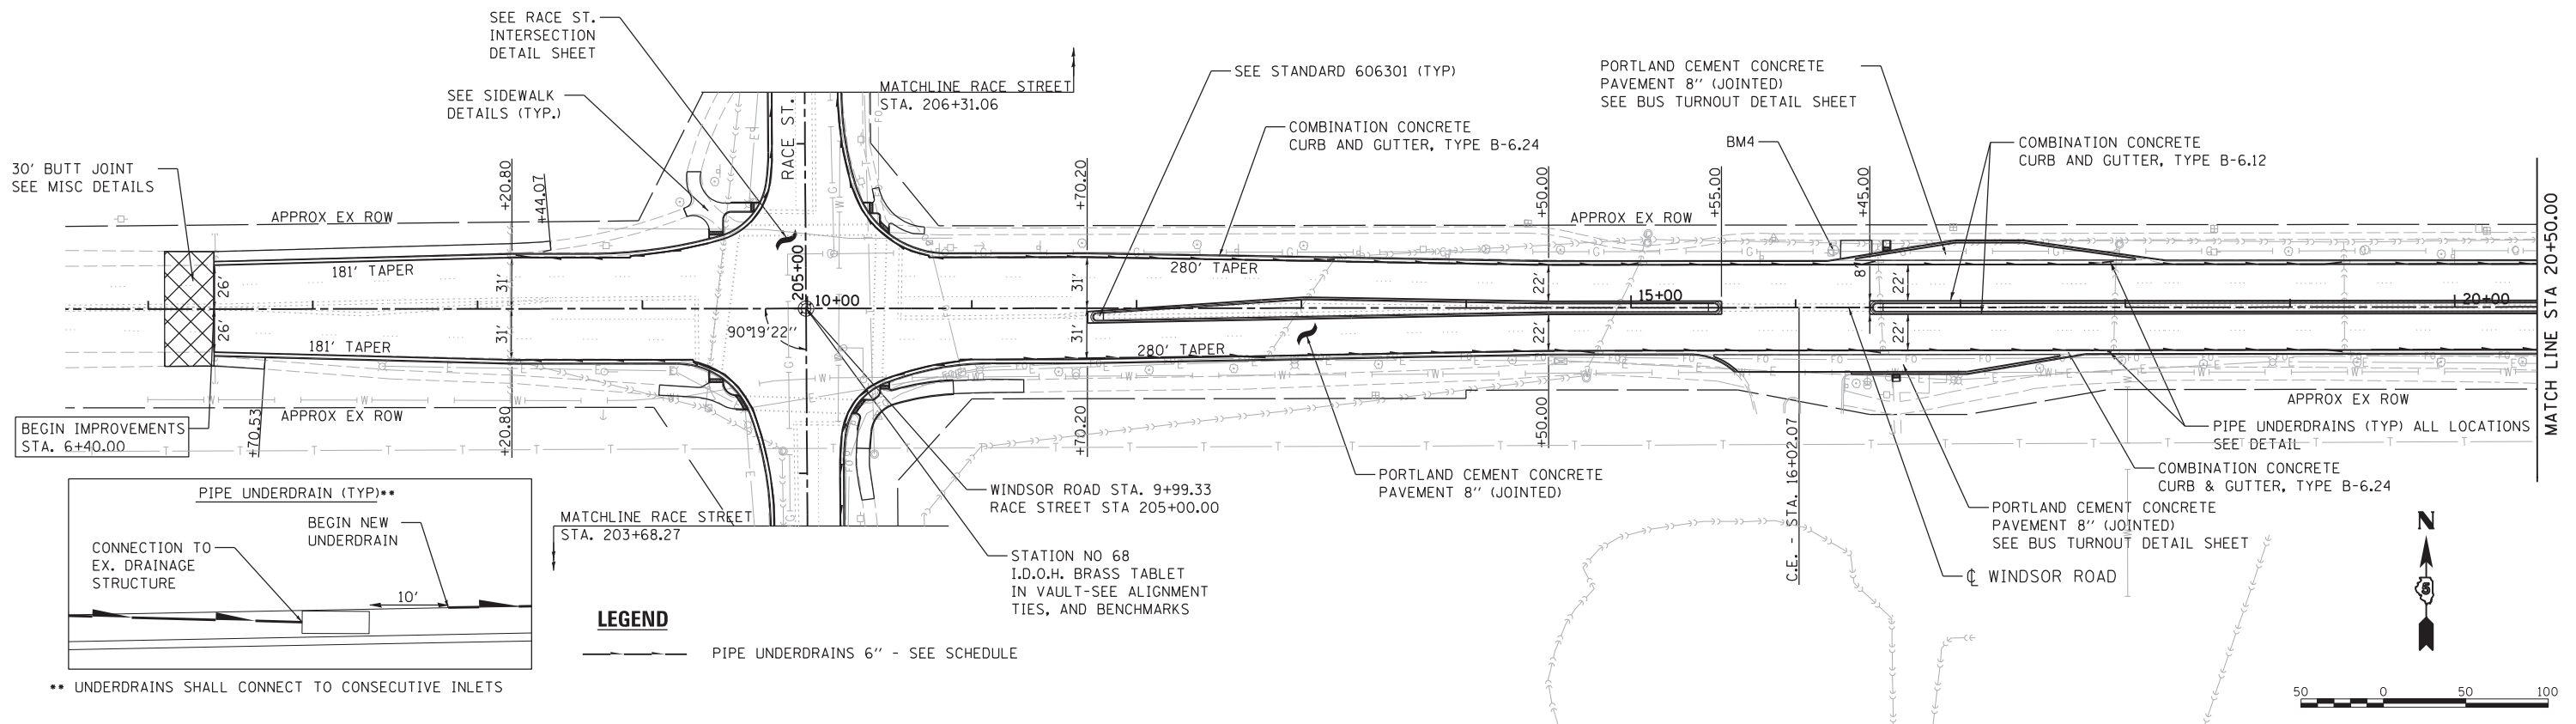 SEE RACE ST.
INTERSECTION
DETAIL SHEET
SEE SIDEWALK
DETAILS (TYP.)
30' BUTT JOINT
SEE MISC DETAILS
MATCHLINE RACE STREET
STA. 206+31.06
SEE STANDARD 606301 (TYP)
COMBINATION CONCRETE
CURB AND GUTTER, TYPE B-6.24
PORTLAND CEMENT CONCRETE
PAVEMENT 8'' (JOINTED)
SEE BUS TURNOUT DETAIL SHEET
BM4
COMBINATION CONCRETE
CURB AND GUTTER, TYPE B-6.12
RACE ST.
+20.80
+44.07
+70.20
+50.00
+55.00
+45.00
APPROX EX ROW
APPROX EX ROW
181' TAPER
280' TAPER
26'
26'
31'
31'
31'
31'
22'
22'
22'
22'
8'
205+00
10+00
15+00
20+00
90°19'22''
181' TAPER
280' TAPER
MATCH LINE STA 20+50.00
APPROX EX ROW
APPROX EX ROW
BEGIN IMPROVEMENTS
STA. 6+40.00
+70.53
+20.80
+70.20
+50.00
C.E. - STA. 16+02.07
PIPE UNDERDRAINS (TYP) ALL LOCATIONS
SEE DETAIL
COMBINATION CONCRETE
CURB & GUTTER, TYPE B-6.24
PORTLAND CEMENT CONCRETE
PAVEMENT 8'' (JOINTED)
PORTLAND CEMENT CONCRETE
PAVEMENT 8'' (JOINTED)
SEE BUS TURNOUT DETAIL SHEET
℄ WINDSOR ROAD
WINDSOR ROAD STA. 9+99.33
RACE STREET STA 205+00.00
MATCHLINE RACE STREET
STA. 203+68.27
STATION NO 68
I.D.O.H. BRASS TABLET
IN VAULT-SEE ALIGNMENT
TIES, AND BENCHMARKS
PIPE UNDERDRAIN (TYP)**
BEGIN NEW
UNDERDRAIN
CONNECTION TO
EX. DRAINAGE
STRUCTURE
10'
** UNDERDRAINS SHALL CONNECT TO CONSECUTIVE INLETS
LEGEND
PIPE UNDERDRAINS 6'' - SEE SCHEDULE
N
5
50 0 50 100